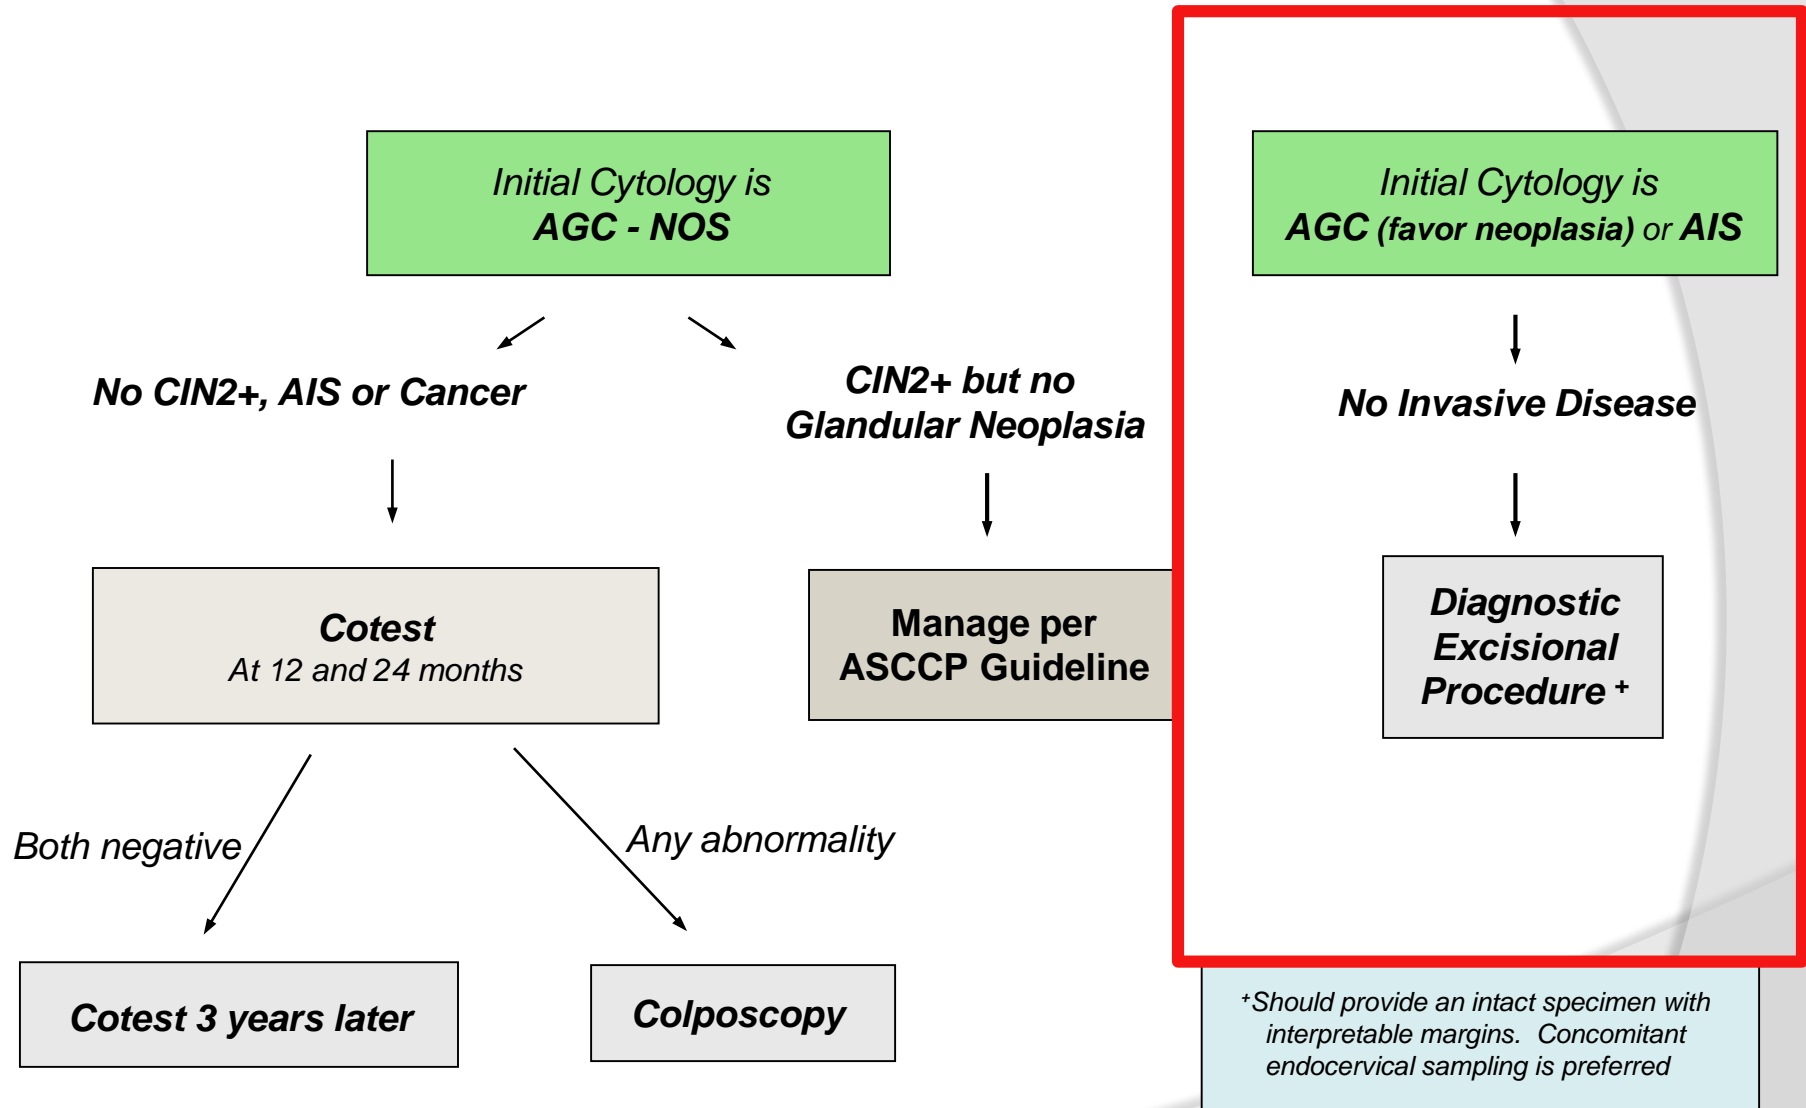 Initial Cytology is
AGC - NOS
No CIN2+, AIS or Cancer
CIN2+ but no
Glandular Neoplasia
Cotest
At 12 and 24 months
Manage per
ASCCP Guideline
Both negative
Any abnormality
Cotest 3 years later
Colposcopy
Initial Cytology is
AGC (favor neoplasia) or AIS
No Invasive Disease
Diagnostic
Excisional
Procedure +
+Should provide an intact specimen with
interpretable margins. Concomitant
endocervical sampling is preferred